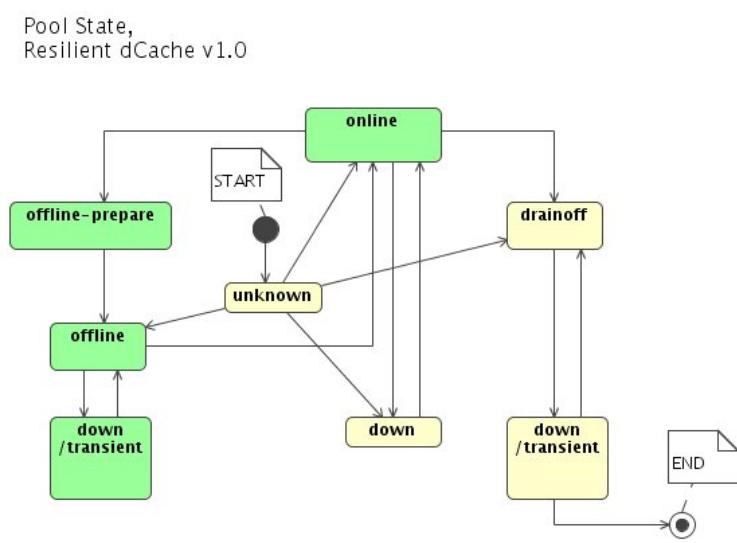 Pool State,
Resilient dCache v1.0
online
START
offline-prepare
drainoff
unknown
offline
down
/transient
down
down
/transient
END